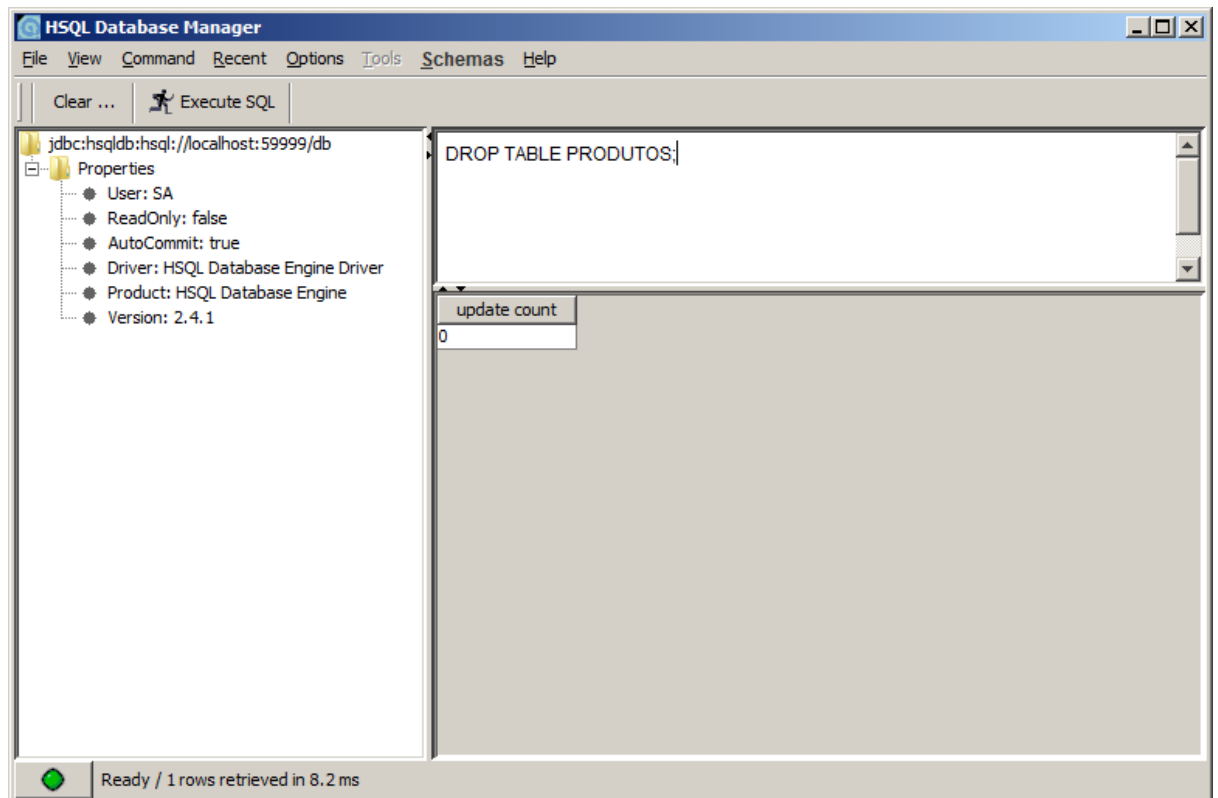 HSQL Database Manager
File View Command Recent Options Tools Schemas Help
Clear ... Execute SQL
jdbc:hsqldb:hsql://localhost:59999/db
Properties
User: SA
ReadOnly: false
AutoCommit: true
Driver: HSQL Database Engine Driver
Product: HSQL Database Engine
Version: 2.4.1
DROP TABLE PRODUTOS;
update count
0
Ready / 1 rows retrieved in 8.2 ms